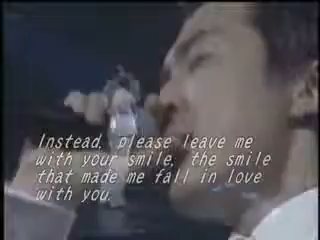 Instead, please leave me
with your smile, the smile
that made me fall in love
with you.